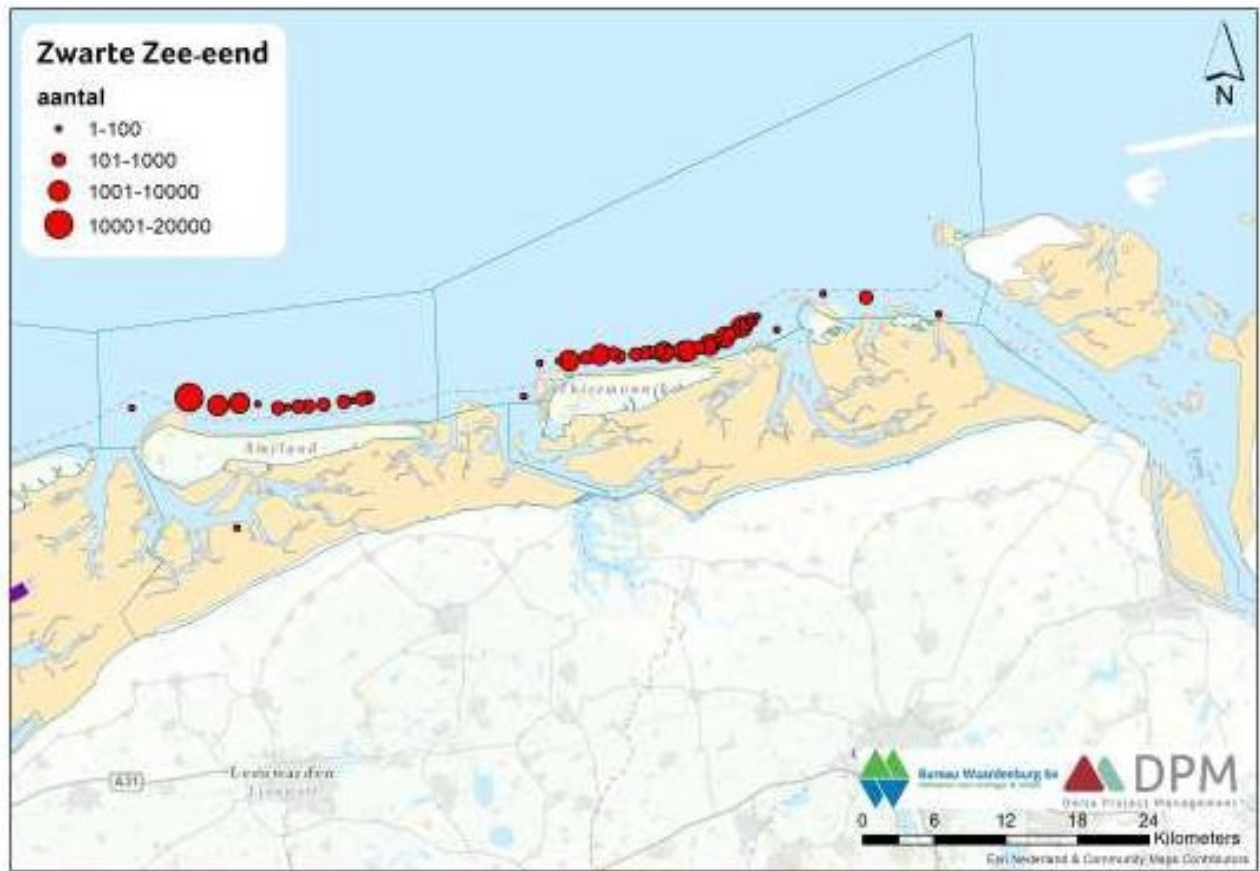 Zwarte Zee-eend
aantal
1-100
101-1000
1001-10000
10001-20000
N
Ameland
A31
Leeuwarden
Bureau Waardenburg bv
DPM
Delta Project Management
0 6 12 18 24
Kilometers
Esri Nederland & Community Maps Contributors